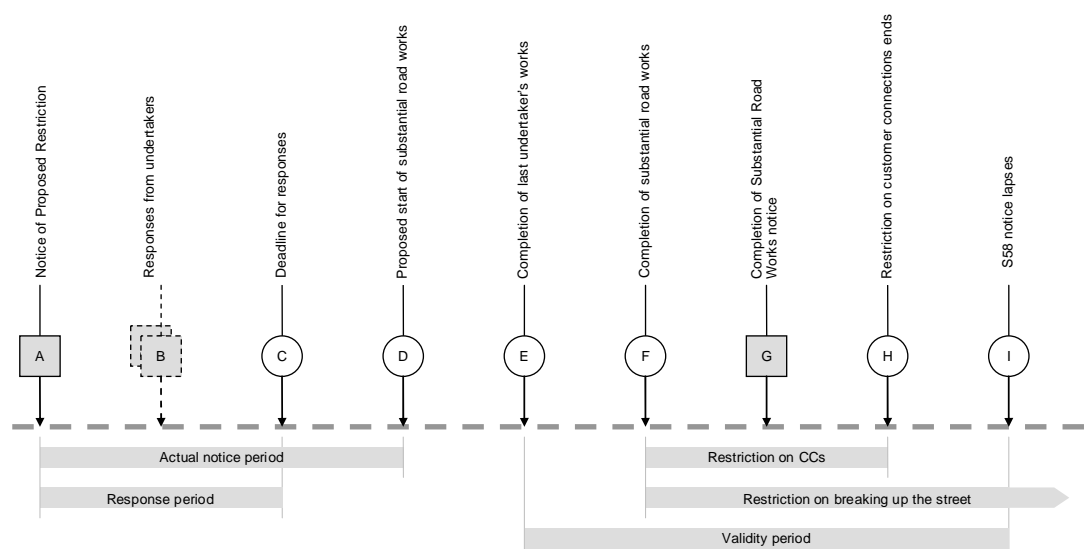 Notice of Proposed Restriction
Responses from undertakers
Deadline for responses
Proposed start of substantial road works
Completion of last undertaker's works
Completion of substantial road works
Completion of Substantial Road
Works notice
Restriction on customer connections ends
S58 notice lapses
A
B
C
D
E
F
G
H
I
Actual notice period
Restriction on CCs
Response period
Restriction on breaking up the street
Validity period